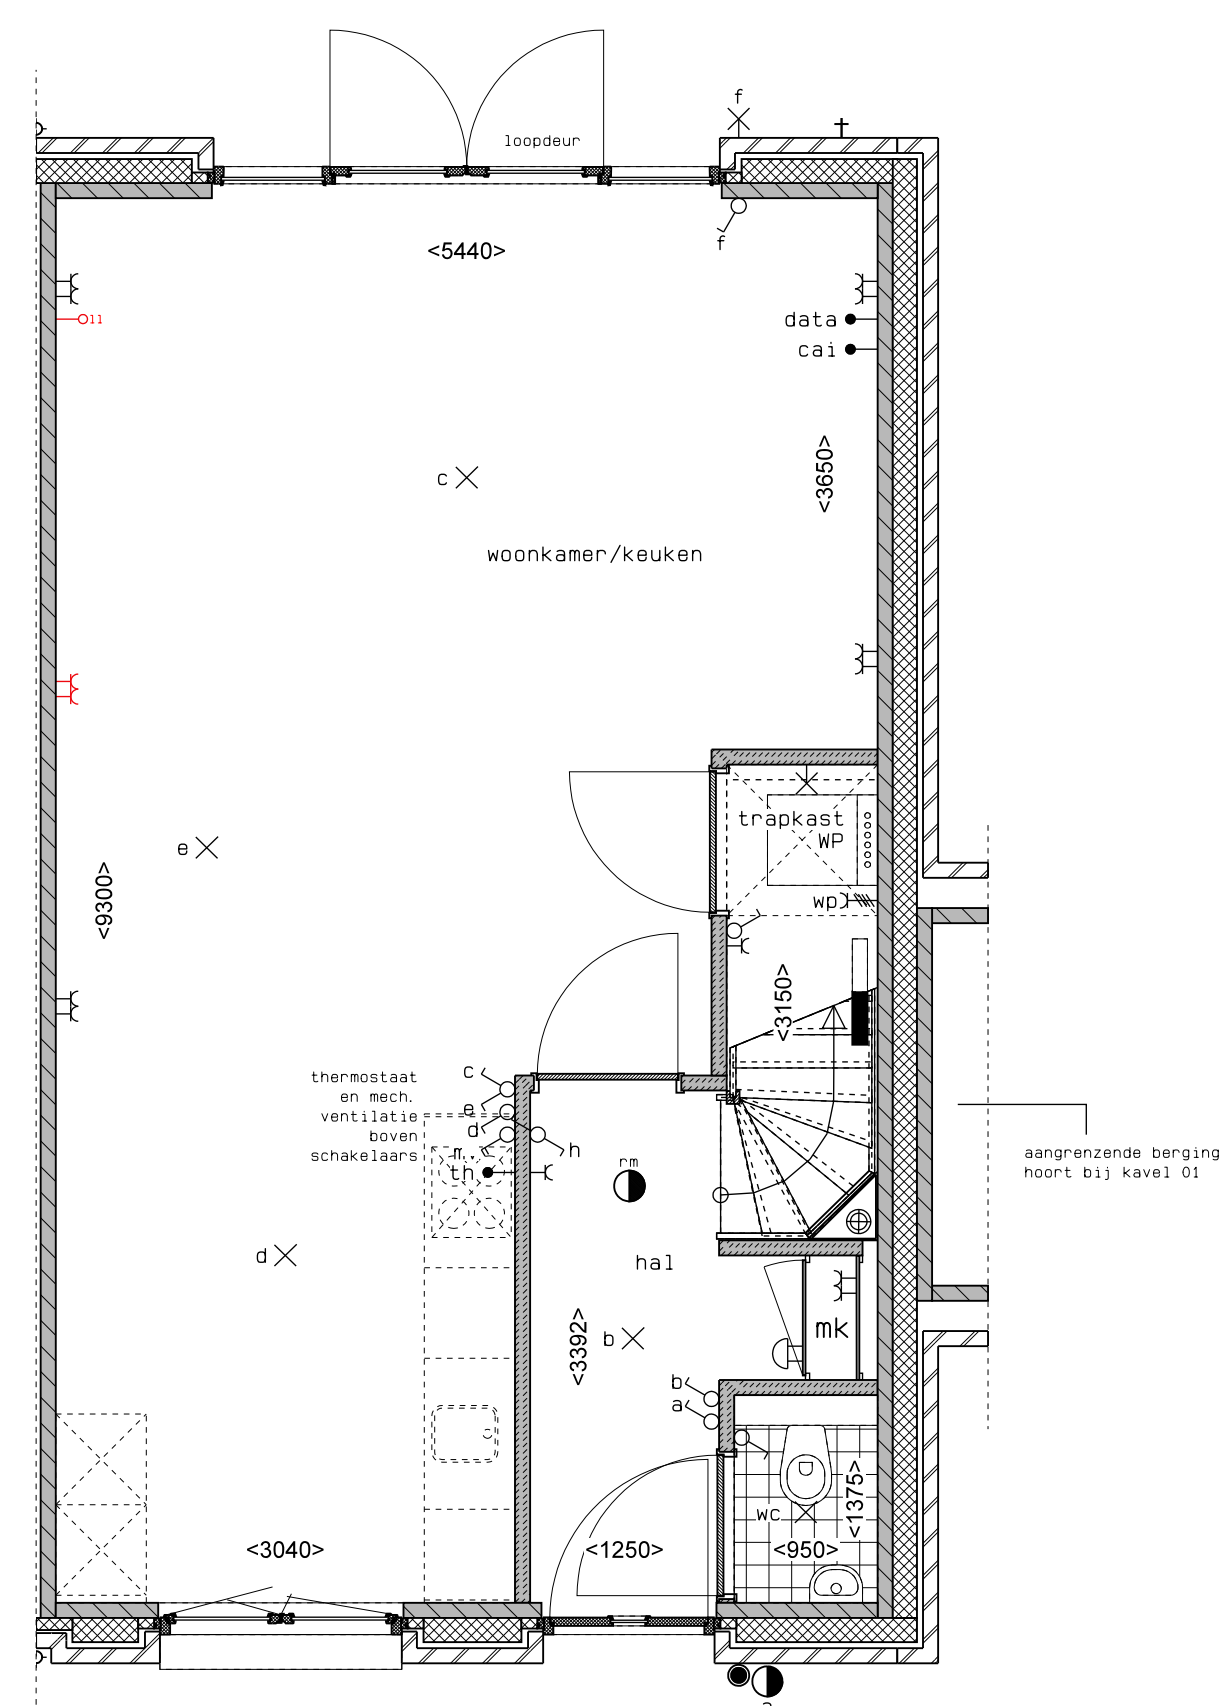 f
loopdeur
f
<5440>
11
data
cai
<3650>
c
woonkamer/keuken
e
<9300>
trapkast
WP
wp
<3150>
thermostaat
en mech.
ventilatie
boven
schakelaars
c
e
d
m.v.
th
h
rm
aangrenzende berging
hoort bij kavel 01
d
hal
<3392>
b
mk
b
a
wc
<1375>
<3040>
<1250>
<950>